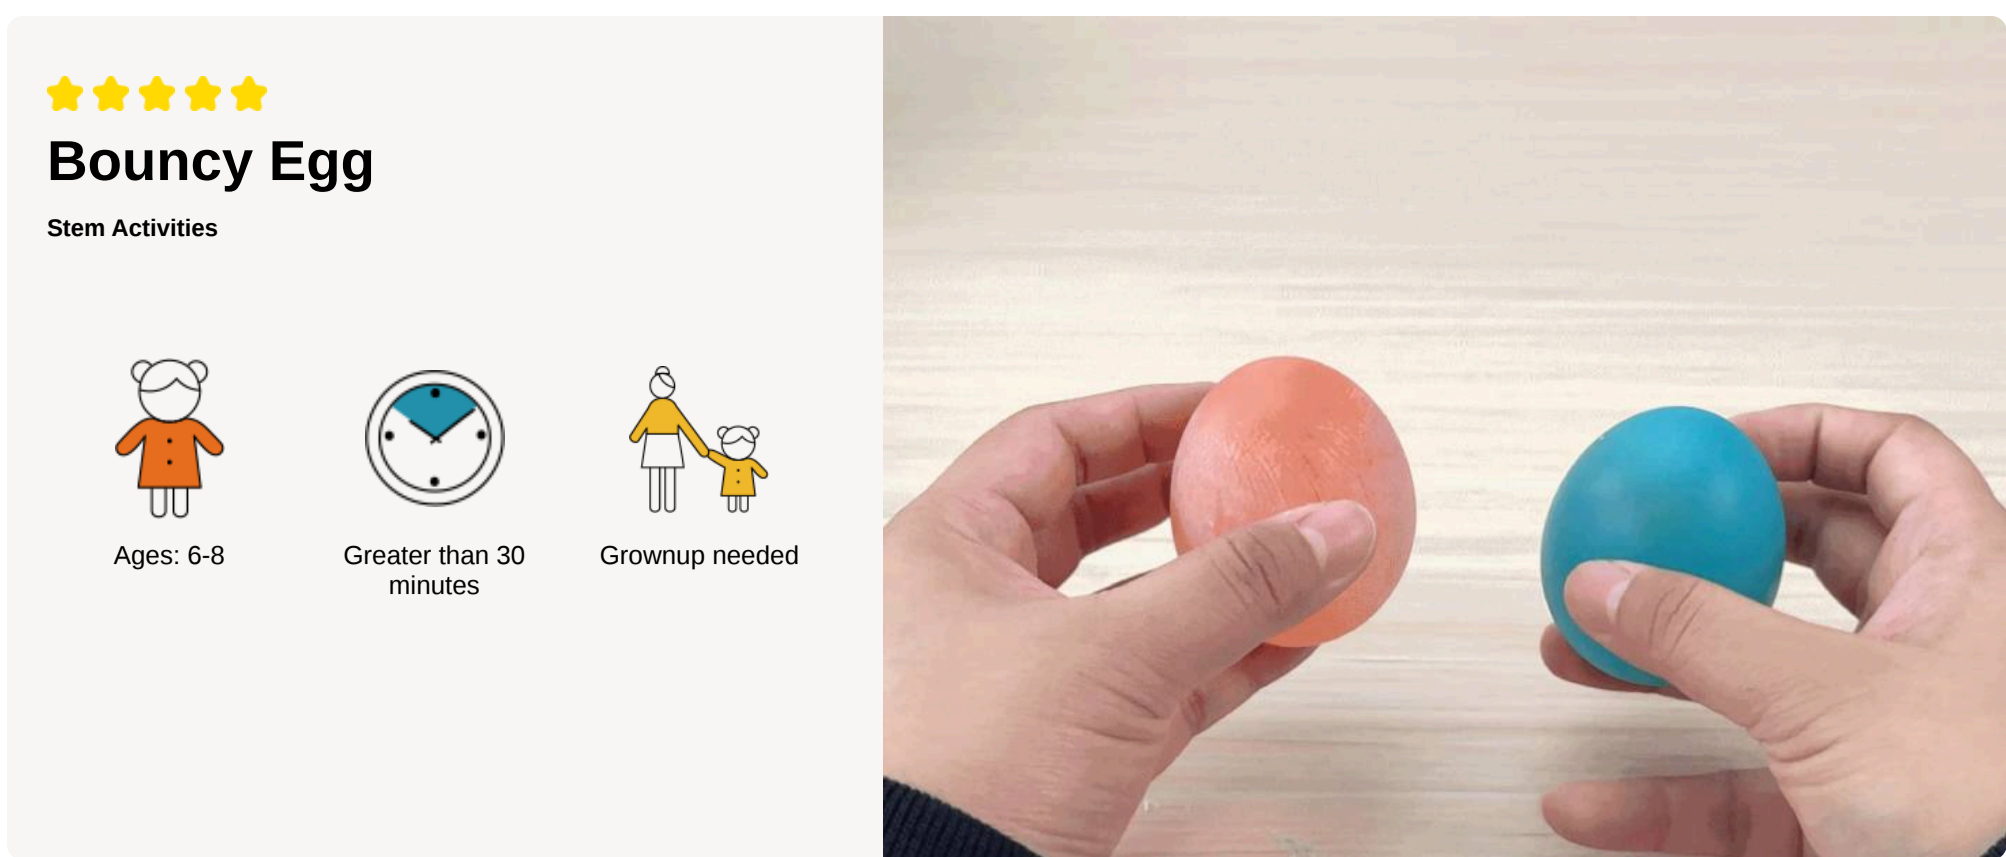 Bouncy Egg
Stem Activities
Ages: 6-8
Greater than 30
minutes
Grownup needed